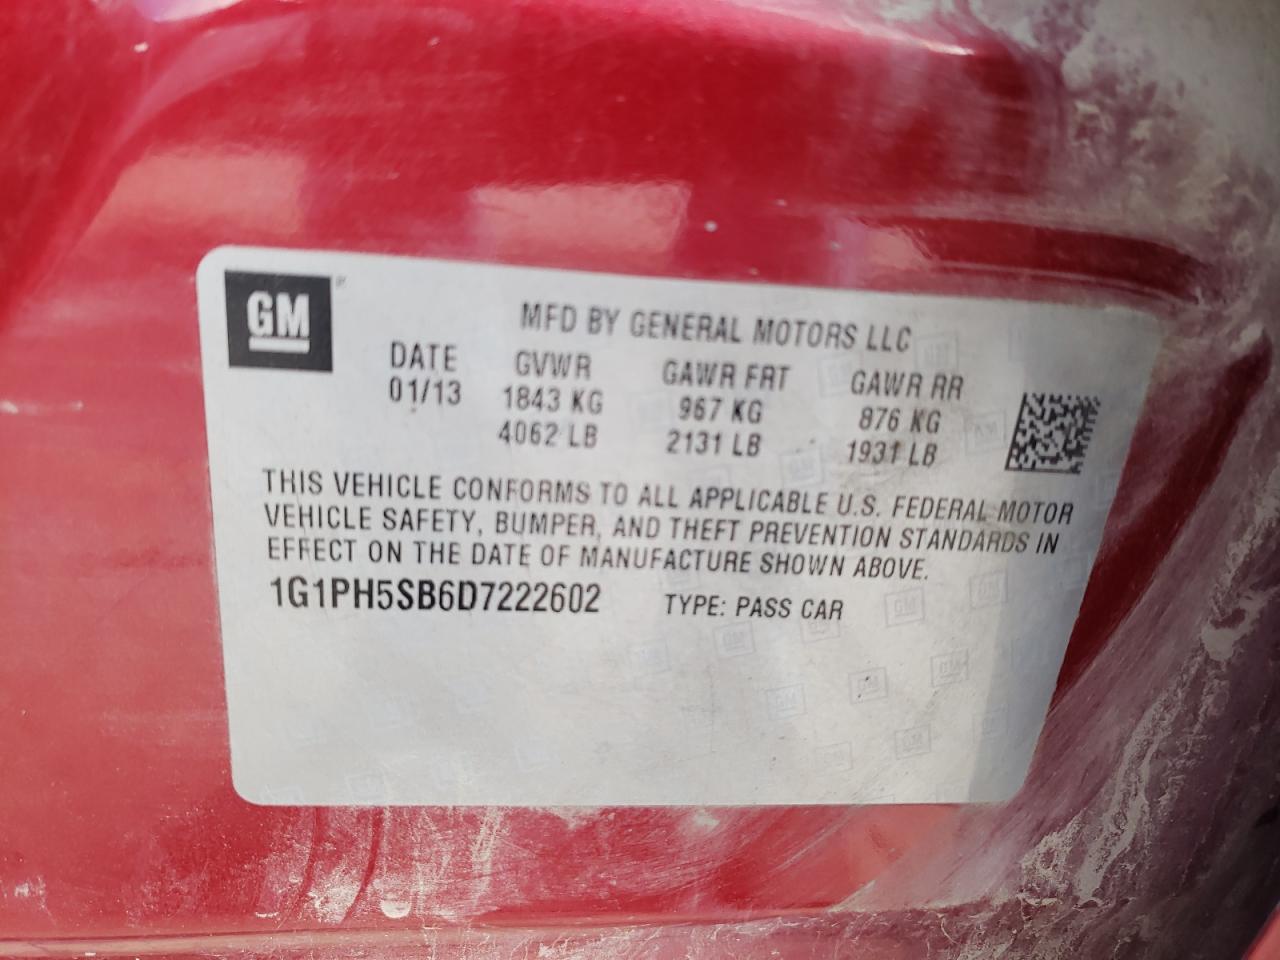 GM
MFD BY GENERAL MOTORS LLC
DATE GVWR GAWR FRT GAWR RR
01/13 1843 KG 967 KG 876 KG
4062 LB 2131 LB 1931 LB
THIS VEHICLE CONFORMS TO ALL APPLICABLE U.S. FEDERAL MOTOR
VEHICLE SAFETY, BUMPER, AND THEFT PREVENTION STANDARDS IN
EFFECT ON THE DATE OF MANUFACTURE SHOWN ABOVE.
1G1PH5SB6D7222602 TYPE: PASS CAR